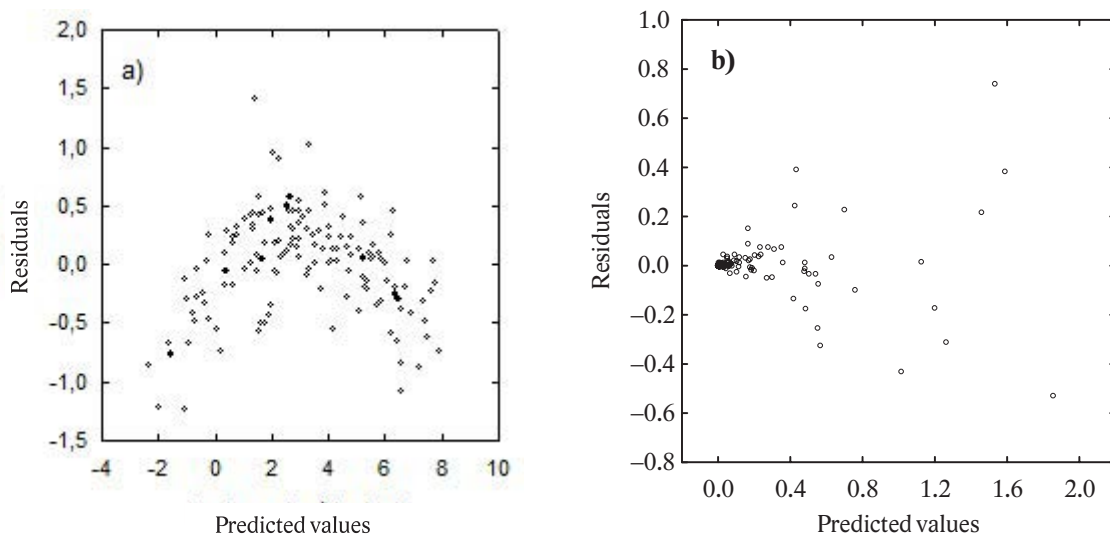 a)
Residuals
2,0
1,5
1,0
0,5
0,0
-0,5
-1,0
-1,5
-4 -2 0 2 4 6 8 10
Predicted values
b)
Residuals
1.0
0.8
0.6
0.4
0.2
0.0
–0.2
–0.4
–0.6
–0.8
0.0 0.4 0.8 1.2 1.6 2.0
Predicted values